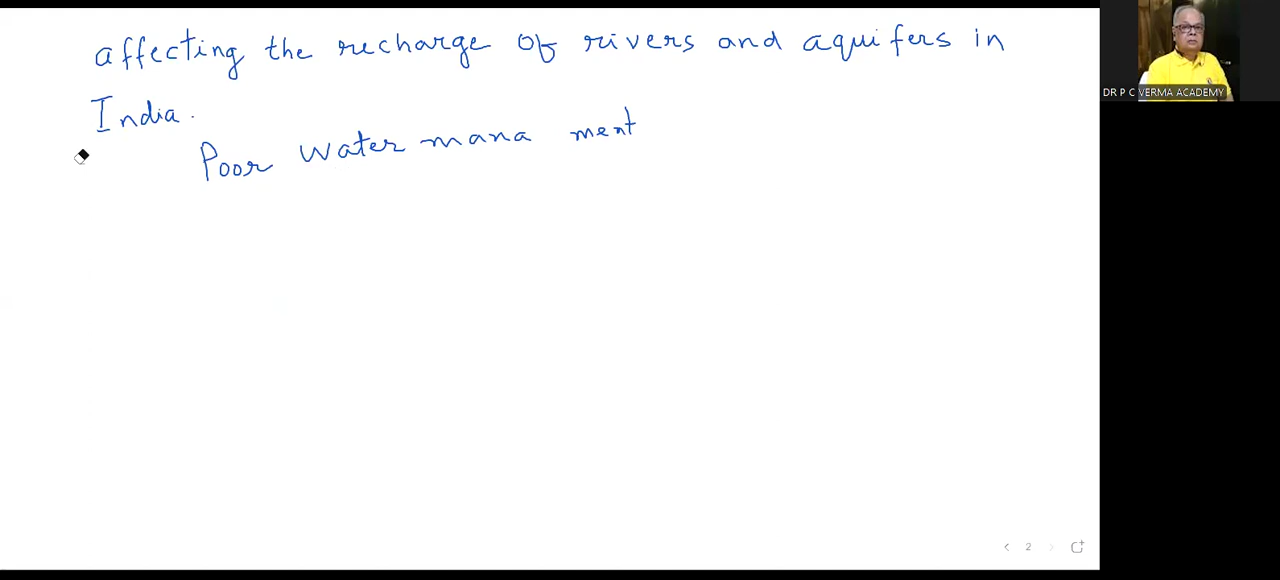 affecting the recharge of rivers and aquifers in
India.
Poor water mana ment
DR P C VERMA ACADEMY
2